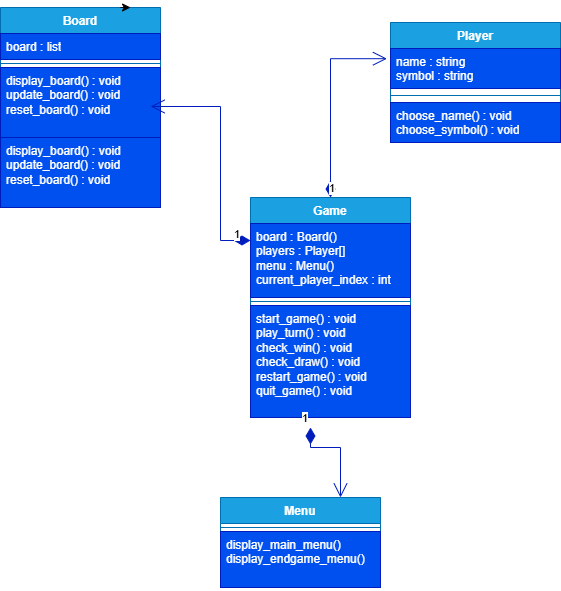 Board
board : list
display_board() : void
update_board() : void
reset_board() : void
display_board() : void
update_board() : void
reset_board() : void
Player
name : string
symbol : string
choose_name() : void
choose_symbol() : void
1
1
Game
board : Board()
players : Player[]
menu : Menu()
current_player_index : int
start_game() : void
play_turn() : void
check_win() : void
check_draw() : void
restart_game() : void
quit_game() : void
1
Menu
display_main_menu()
display_endgame_menu()